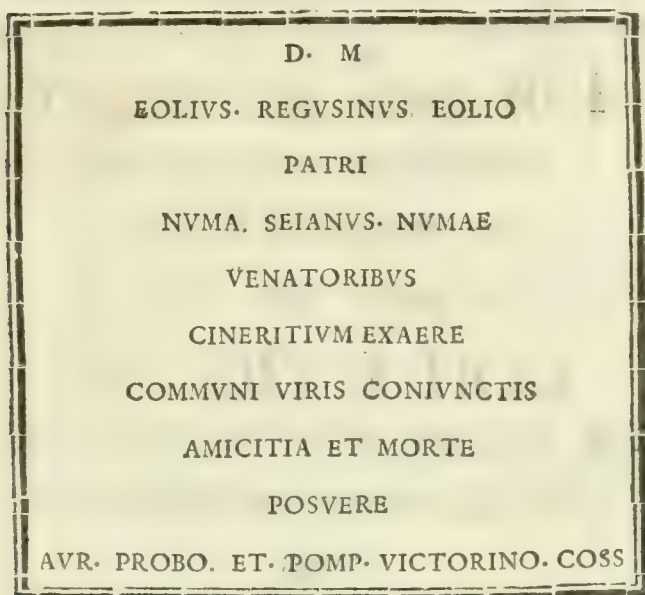 D· M
EOLIVS· REGVSINVS EOLIO
PATRI
NVMA. SEIANVS· NVMAE
VENATORIBVS
CINERITIVM EXAERE
COMMVNI VIRIS CONIVNCTIS
AMICITIA ET MORTE
POSVERE
AVR· PROBO. ET· POMP· VICTORINO· COSS